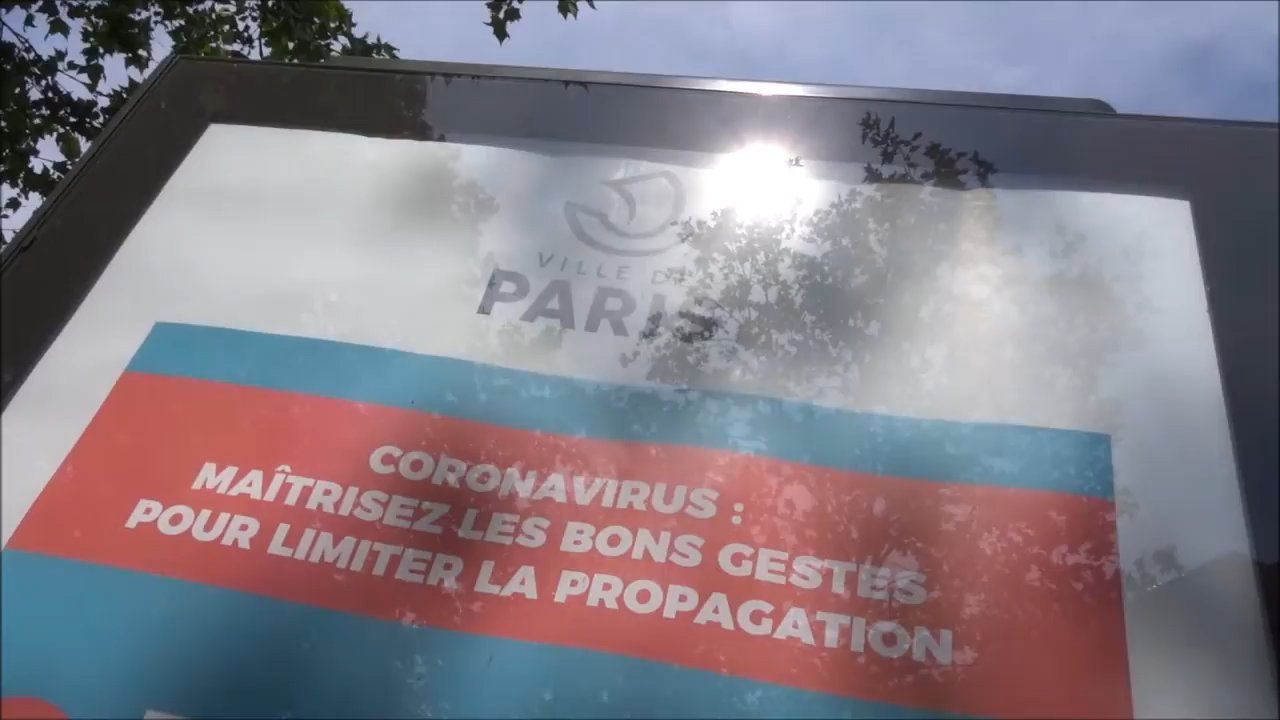 VILLE DE
PARIS
CORONAVIRUS :
MAÎTRISEZ LES BONS GESTES
POUR LIMITER LA PROPAGATION